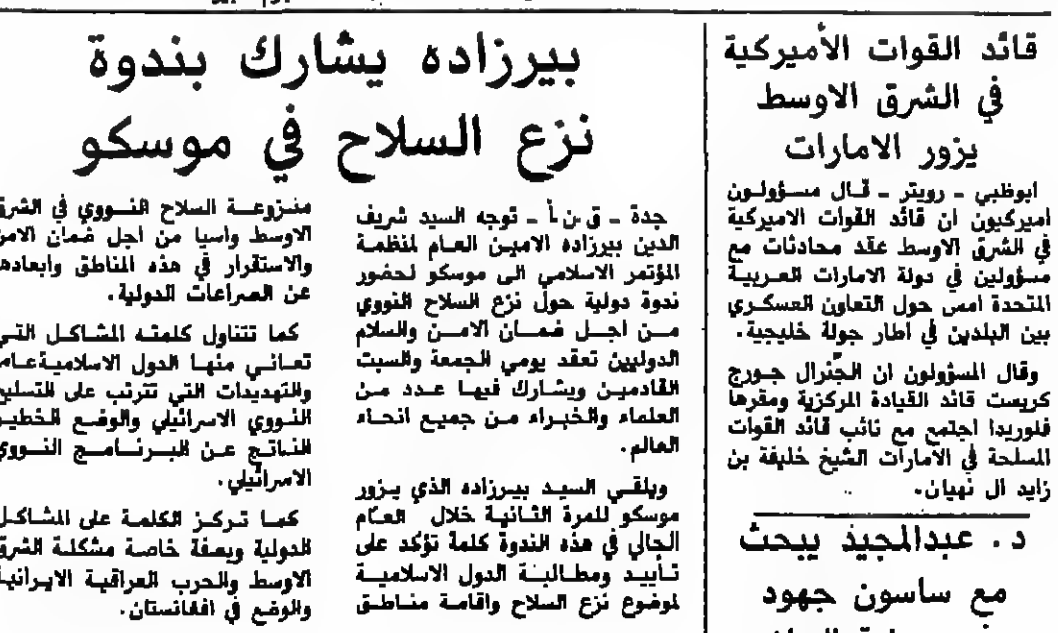 قائد القوات الأميركية
في الشرق الاوسط
يزور الامارات
ابوظبي ـ رويتر ـ قال مسؤولون
اميركيون ان قائد القوات الاميركية
في الشرق الاوسط عقد محادثات مع
مسؤولين في دولة الامارات العربية
المتحدة امس حول التعاون العسكري
بين البلدين في اطار جولة خليجية.
وقال المسؤولون ان الجنرال جورج
كريست قائد القيادة المركزية ومقرها
فلوريدا اجتمع مع نائب قائد القوات
المسلحة في الامارات الشيخ خليفة بن
زايد ال نهيان.
د. عبدالمجيد يبحث
مع ساسون جهود
بيرزاده يشارك بندوة
نزع السلاح في موسكو
جدة ـ ق.ن.أ ـ توجه السيد شريف
الدين بيرزاده الامين العام لمنظمة
المؤتمر الاسلامي الى موسكو لحضور
ندوة دولية حول نزع السلاح النووي
من اجل ضمان الامن والسلام
الدوليين تعقد يومي الجمعة والسبت
القادمين ويشارك فيها عدد من
العلماء والخبراء من جميع انحاء
العالم.
ويلقي السيد بيرزاده الذي يزور
موسكو للمرة الثانية خلال العام
الجالي في هذه الندوة كلمة تؤكد على
تأييد ومطالبة الدول الاسلامية
لموضوع نزع السلاح واقامة مناطق
منزوعة السلاح النووي في الشرق
الاوسط واسيا من اجل ضمان الامن
والاستقرار في هذه المناطق وابعادها
عن الصراعات الدولية.
كما تتناول كلمته المشاكل التي
تعاني منها الدول الاسلامية عامة
والتهديدات التي تترتب على التسليح
النووي الاسرائيلي والوضع الخطير
الناتج عن البرنامج النووي
الاسرائيلي.
كما تركز الكلمة على المشاكل
الدولية وبصفة خاصة مشكلة الشرق
الاوسط والحرب العراقية الايرانية
والوضع في افغانستان.